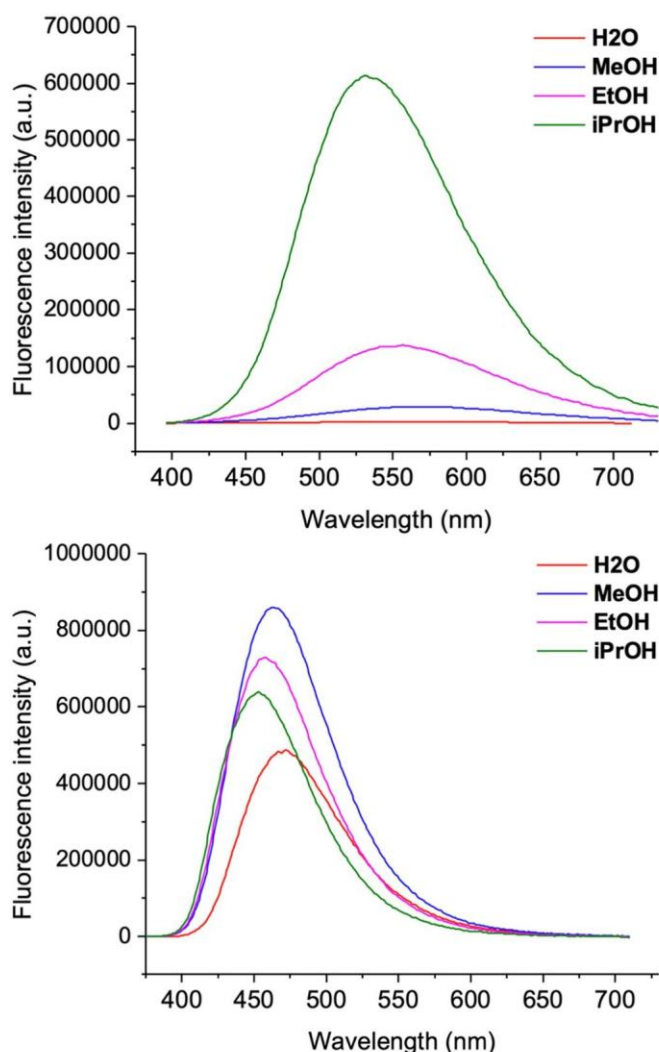 700000
600000
500000
400000
300000
200000
100000
0
Fluorescence intensity (a.u.)
H2O
MeOH
EtOH
iPrOH
400 450 500 550 600 650 700
Wavelength (nm)
1000000
800000
600000
400000
200000
0
Fluorescence intensity (a.u.)
H2O
MeOH
EtOH
iPrOH
400 450 500 550 600 650 700
Wavelength (nm)